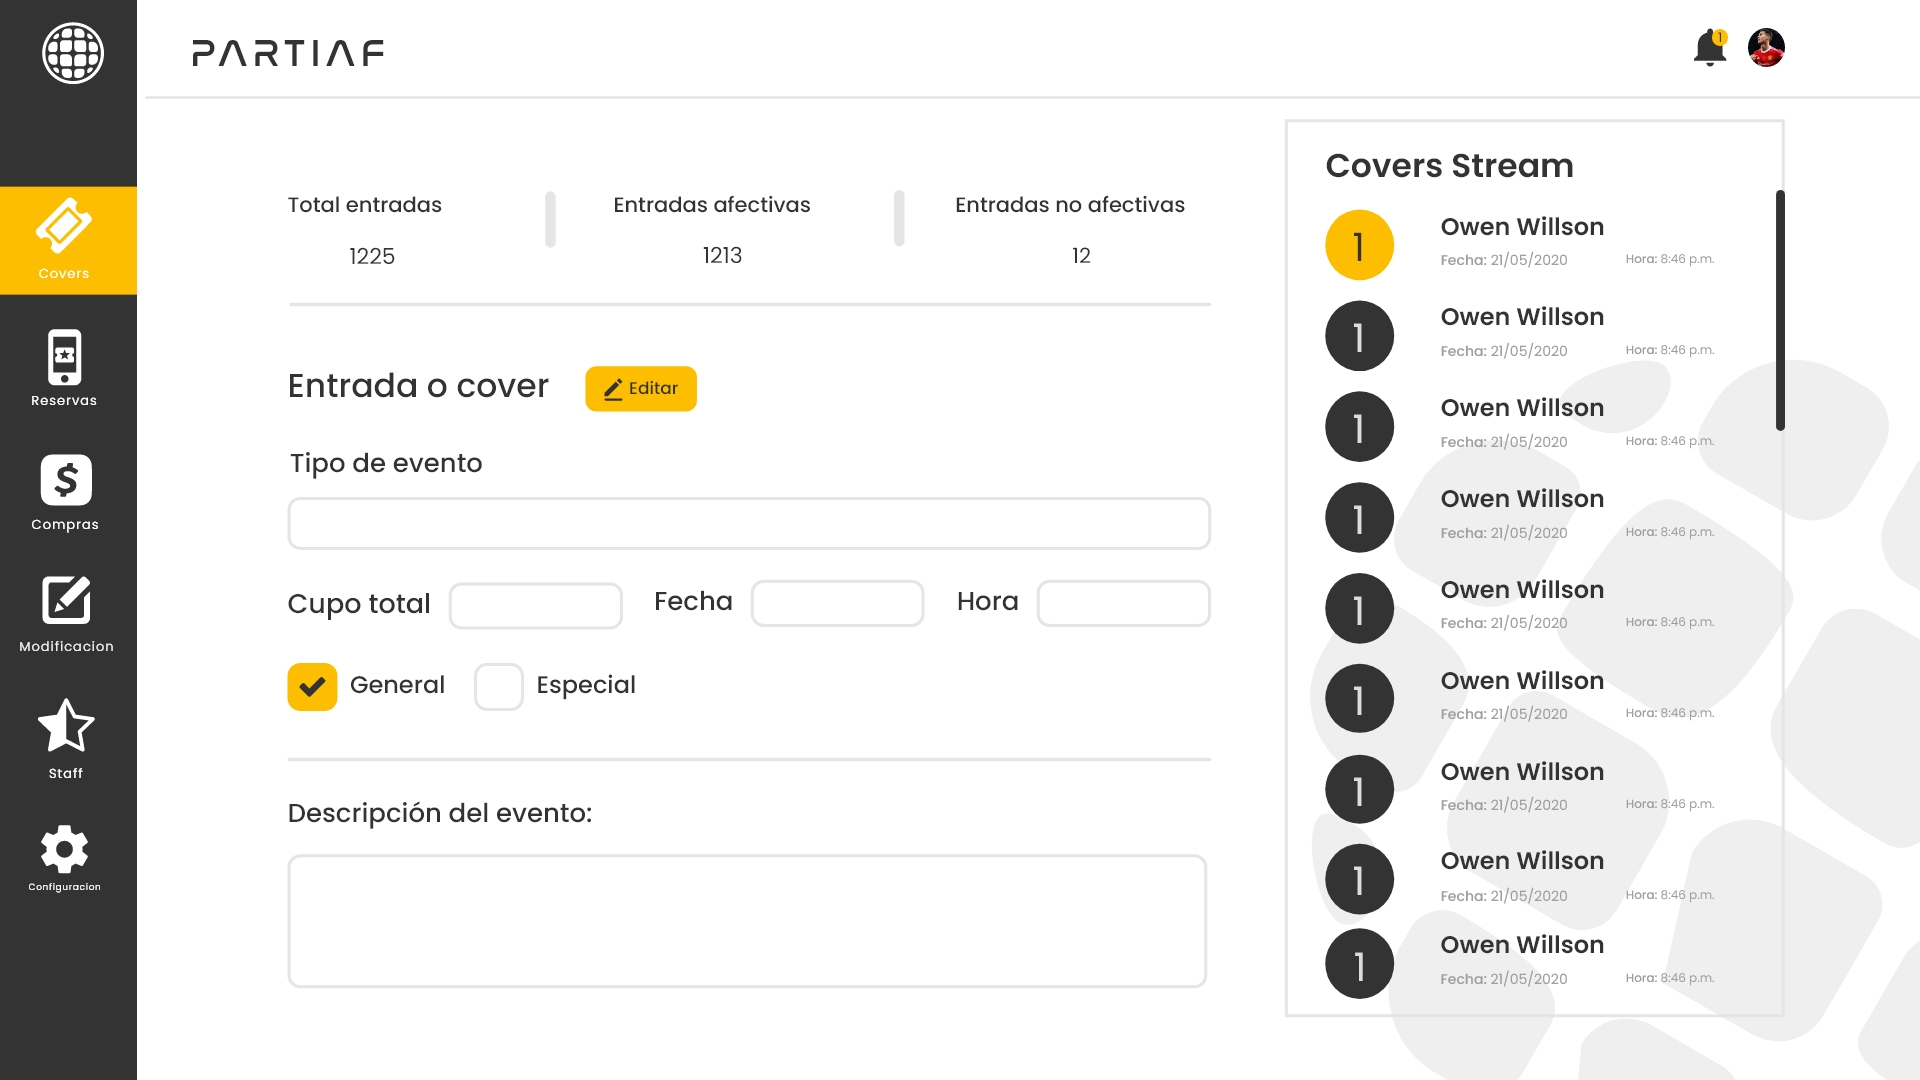 PARTIAF
1
Covers
Reservas
$
Compras
Modificacion
Staff
Configuracion
Total entradas
1225
Entradas afectivas
1213
Entradas no afectivas
12
Entrada o cover
Editar
Tipo de evento
Cupo total
Fecha
Hora
General
Especial
Descripción del evento:
Covers Stream
1
Owen Willson
Fecha: 21/05/2020 Hora: 8:46 p.m.
1
Owen Willson
Fecha: 21/05/2020 Hora: 8:46 p.m.
1
Owen Willson
Fecha: 21/05/2020 Hora: 8:46 p.m.
1
Owen Willson
Fecha: 21/05/2020 Hora: 8:46 p.m.
1
Owen Willson
Fecha: 21/05/2020 Hora: 8:46 p.m.
1
Owen Willson
Fecha: 21/05/2020 Hora: 8:46 p.m.
1
Owen Willson
Fecha: 21/05/2020 Hora: 8:46 p.m.
1
Owen Willson
Fecha: 21/05/2020 Hora: 8:46 p.m.
1
Owen Willson
Fecha: 21/05/2020 Hora: 8:46 p.m.